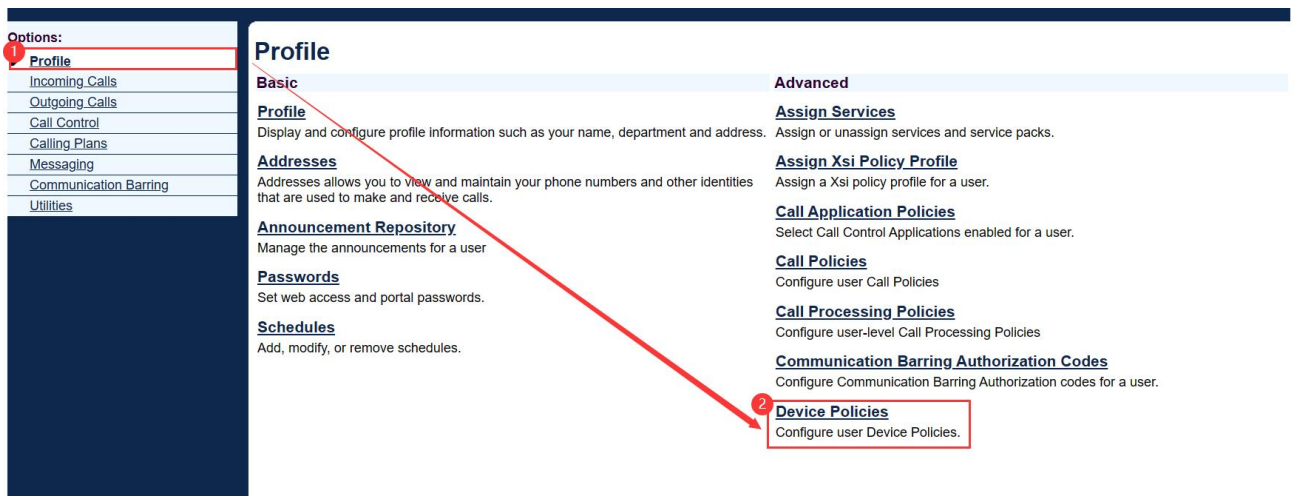 Options:
1
Profile
Incoming Calls
Outgoing Calls
Call Control
Calling Plans
Messaging
Communication Barring
Utilities
Profile
Basic
Profile
Display and configure profile information such as your name, department and address.
Addresses
Addresses allows you to view and maintain your phone numbers and other identities
that are used to make and receive calls.
Announcement Repository
Manage the announcements for a user
Passwords
Set web access and portal passwords.
Schedules
Add, modify, or remove schedules.
Advanced
Assign Services
Assign or unassign services and service packs.
Assign Xsi Policy Profile
Assign a Xsi policy profile for a user.
Call Application Policies
Select Call Control Applications enabled for a user.
Call Policies
Configure user Call Policies
Call Processing Policies
Configure user-level Call Processing Policies
Communication Barring Authorization Codes
Configure Communication Barring Authorization codes for a user.
2
Device Policies
Configure user Device Policies.